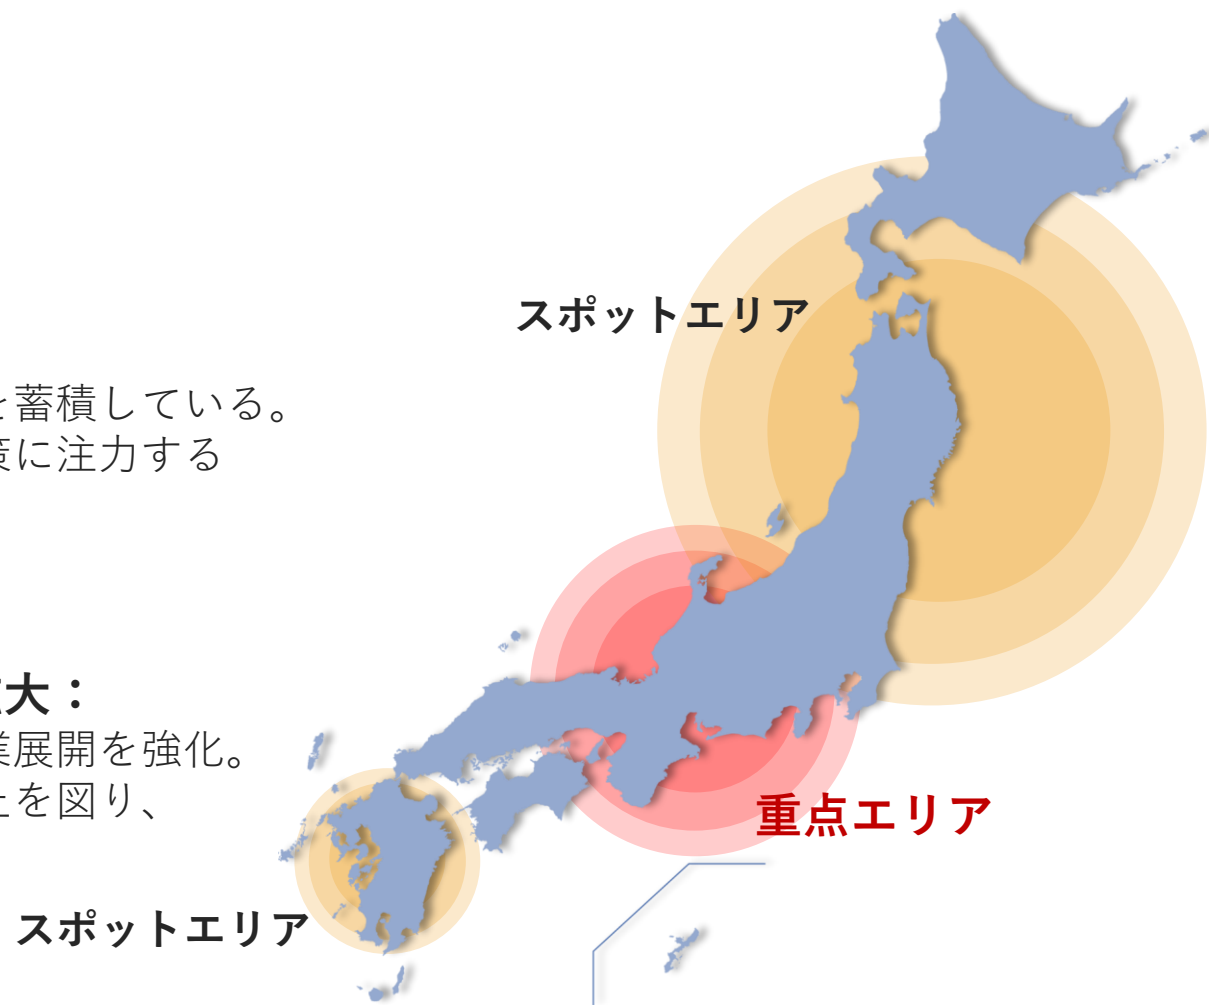 スポットエリア
を蓄積している。
策に注力する
拡大：
業展開を強化。
上を図り、
重点エリア
スポットエリア